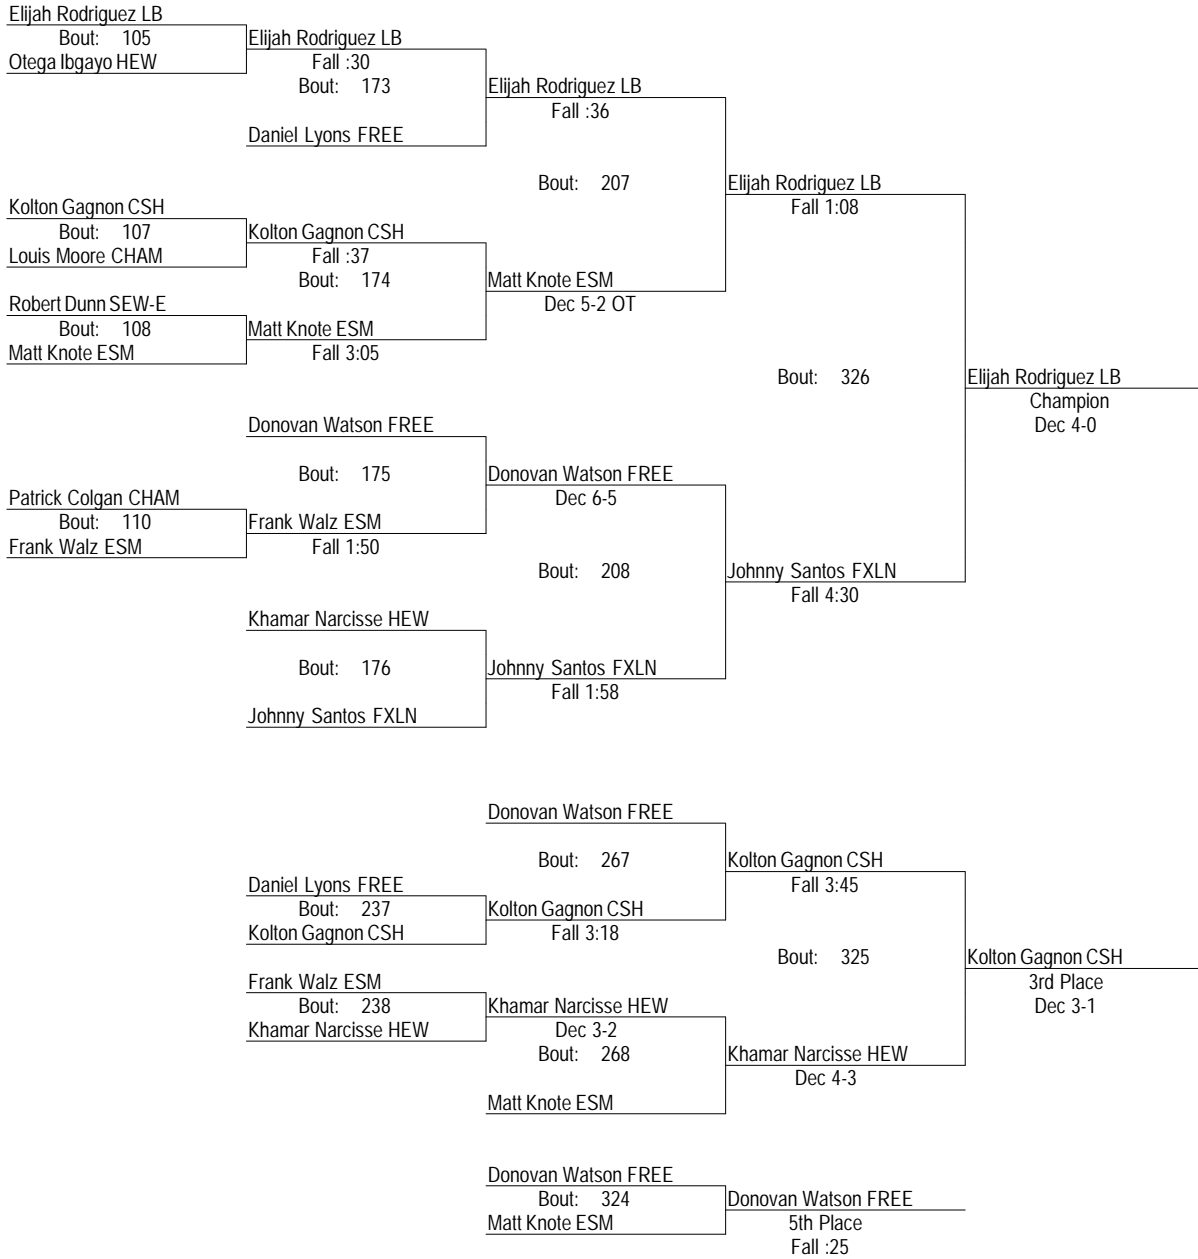 Elijah Rodriguez LB
Bout: 105
Otega Ibgayo HEW
Elijah Rodriguez LB
Fall :30
Bout: 173
Daniel Lyons FREE
Elijah Rodriguez LB
Fall :36
Bout: 207
Kolton Gagnon CSH
Bout: 107
Louis Moore CHAM
Kolton Gagnon CSH
Fall :37
Bout: 174
Robert Dunn SEW-E
Bout: 108
Matt Knote ESM
Matt Knote ESM
Fall 3:05
Matt Knote ESM
Dec 5-2 OT
Elijah Rodriguez LB
Fall 1:08
Bout: 326
Elijah Rodriguez LB
Champion
Dec 4-0
Donovan Watson FREE
Bout: 175
Patrick Colgan CHAM
Bout: 110
Frank Walz ESM
Frank Walz ESM
Fall 1:50
Donovan Watson FREE
Dec 6-5
Bout: 208
Khamar Narcisse HEW
Bout: 176
Johnny Santos FXLN
Johnny Santos FXLN
Fall 1:58
Johnny Santos FXLN
Fall 4:30
Donovan Watson FREE
Bout: 267
Daniel Lyons FREE
Bout: 237
Kolton Gagnon CSH
Kolton Gagnon CSH
Fall 3:18
Kolton Gagnon CSH
Fall 3:45
Bout: 325
Kolton Gagnon CSH
3rd Place
Dec 3-1
Frank Walz ESM
Bout: 238
Khamar Narcisse HEW
Khamar Narcisse HEW
Dec 3-2
Bout: 268
Matt Knote ESM
Khamar Narcisse HEW
Dec 4-3
Donovan Watson FREE
Bout: 324
Matt Knote ESM
Donovan Watson FREE
5th Place
Fall :25